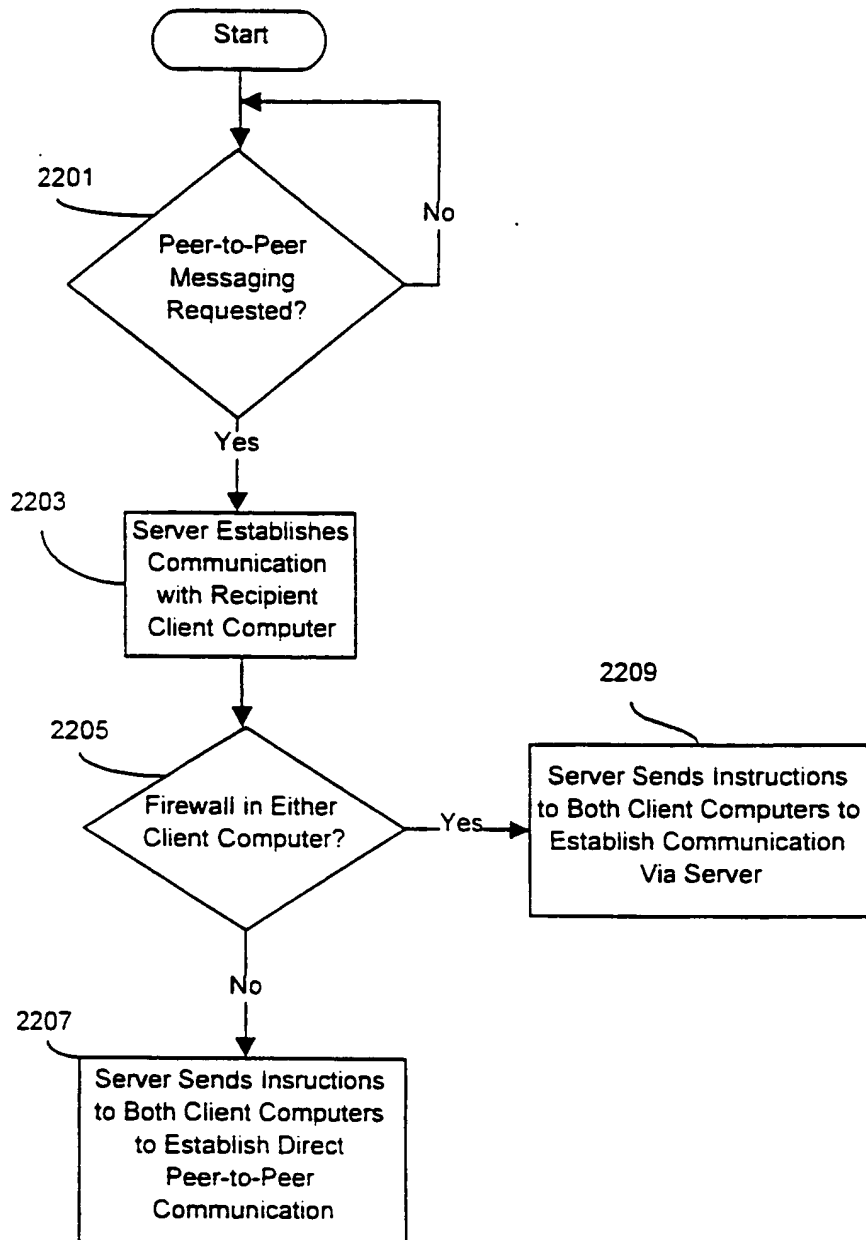 Start
2201
No
Peer-to-Peer
Messaging
Requested?
Yes
2203
Server Establishes
Communication
with Recipient
Client Computer
2209
2205
Firewall in Either
Client Computer?
Yes
Server Sends Instructions
to Both Client Computers to
Establish Communication
Via Server
No
2207
Server Sends Insructions
to Both Client Computers
to Establish Direct
Peer-to-Peer
Communication